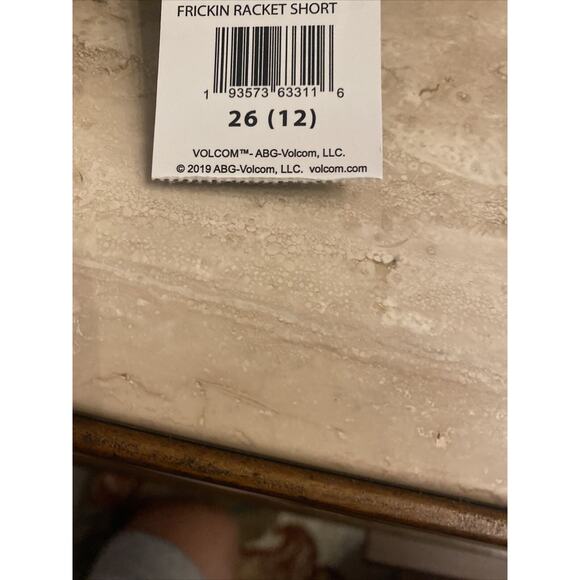 FRICKIN RACKET SHORT
1 93573 63311 6
26 (12)
VOLCOM™- ABG-Volcom, LLC.
© 2019 ABG-Volcom, LLC. volcom.com